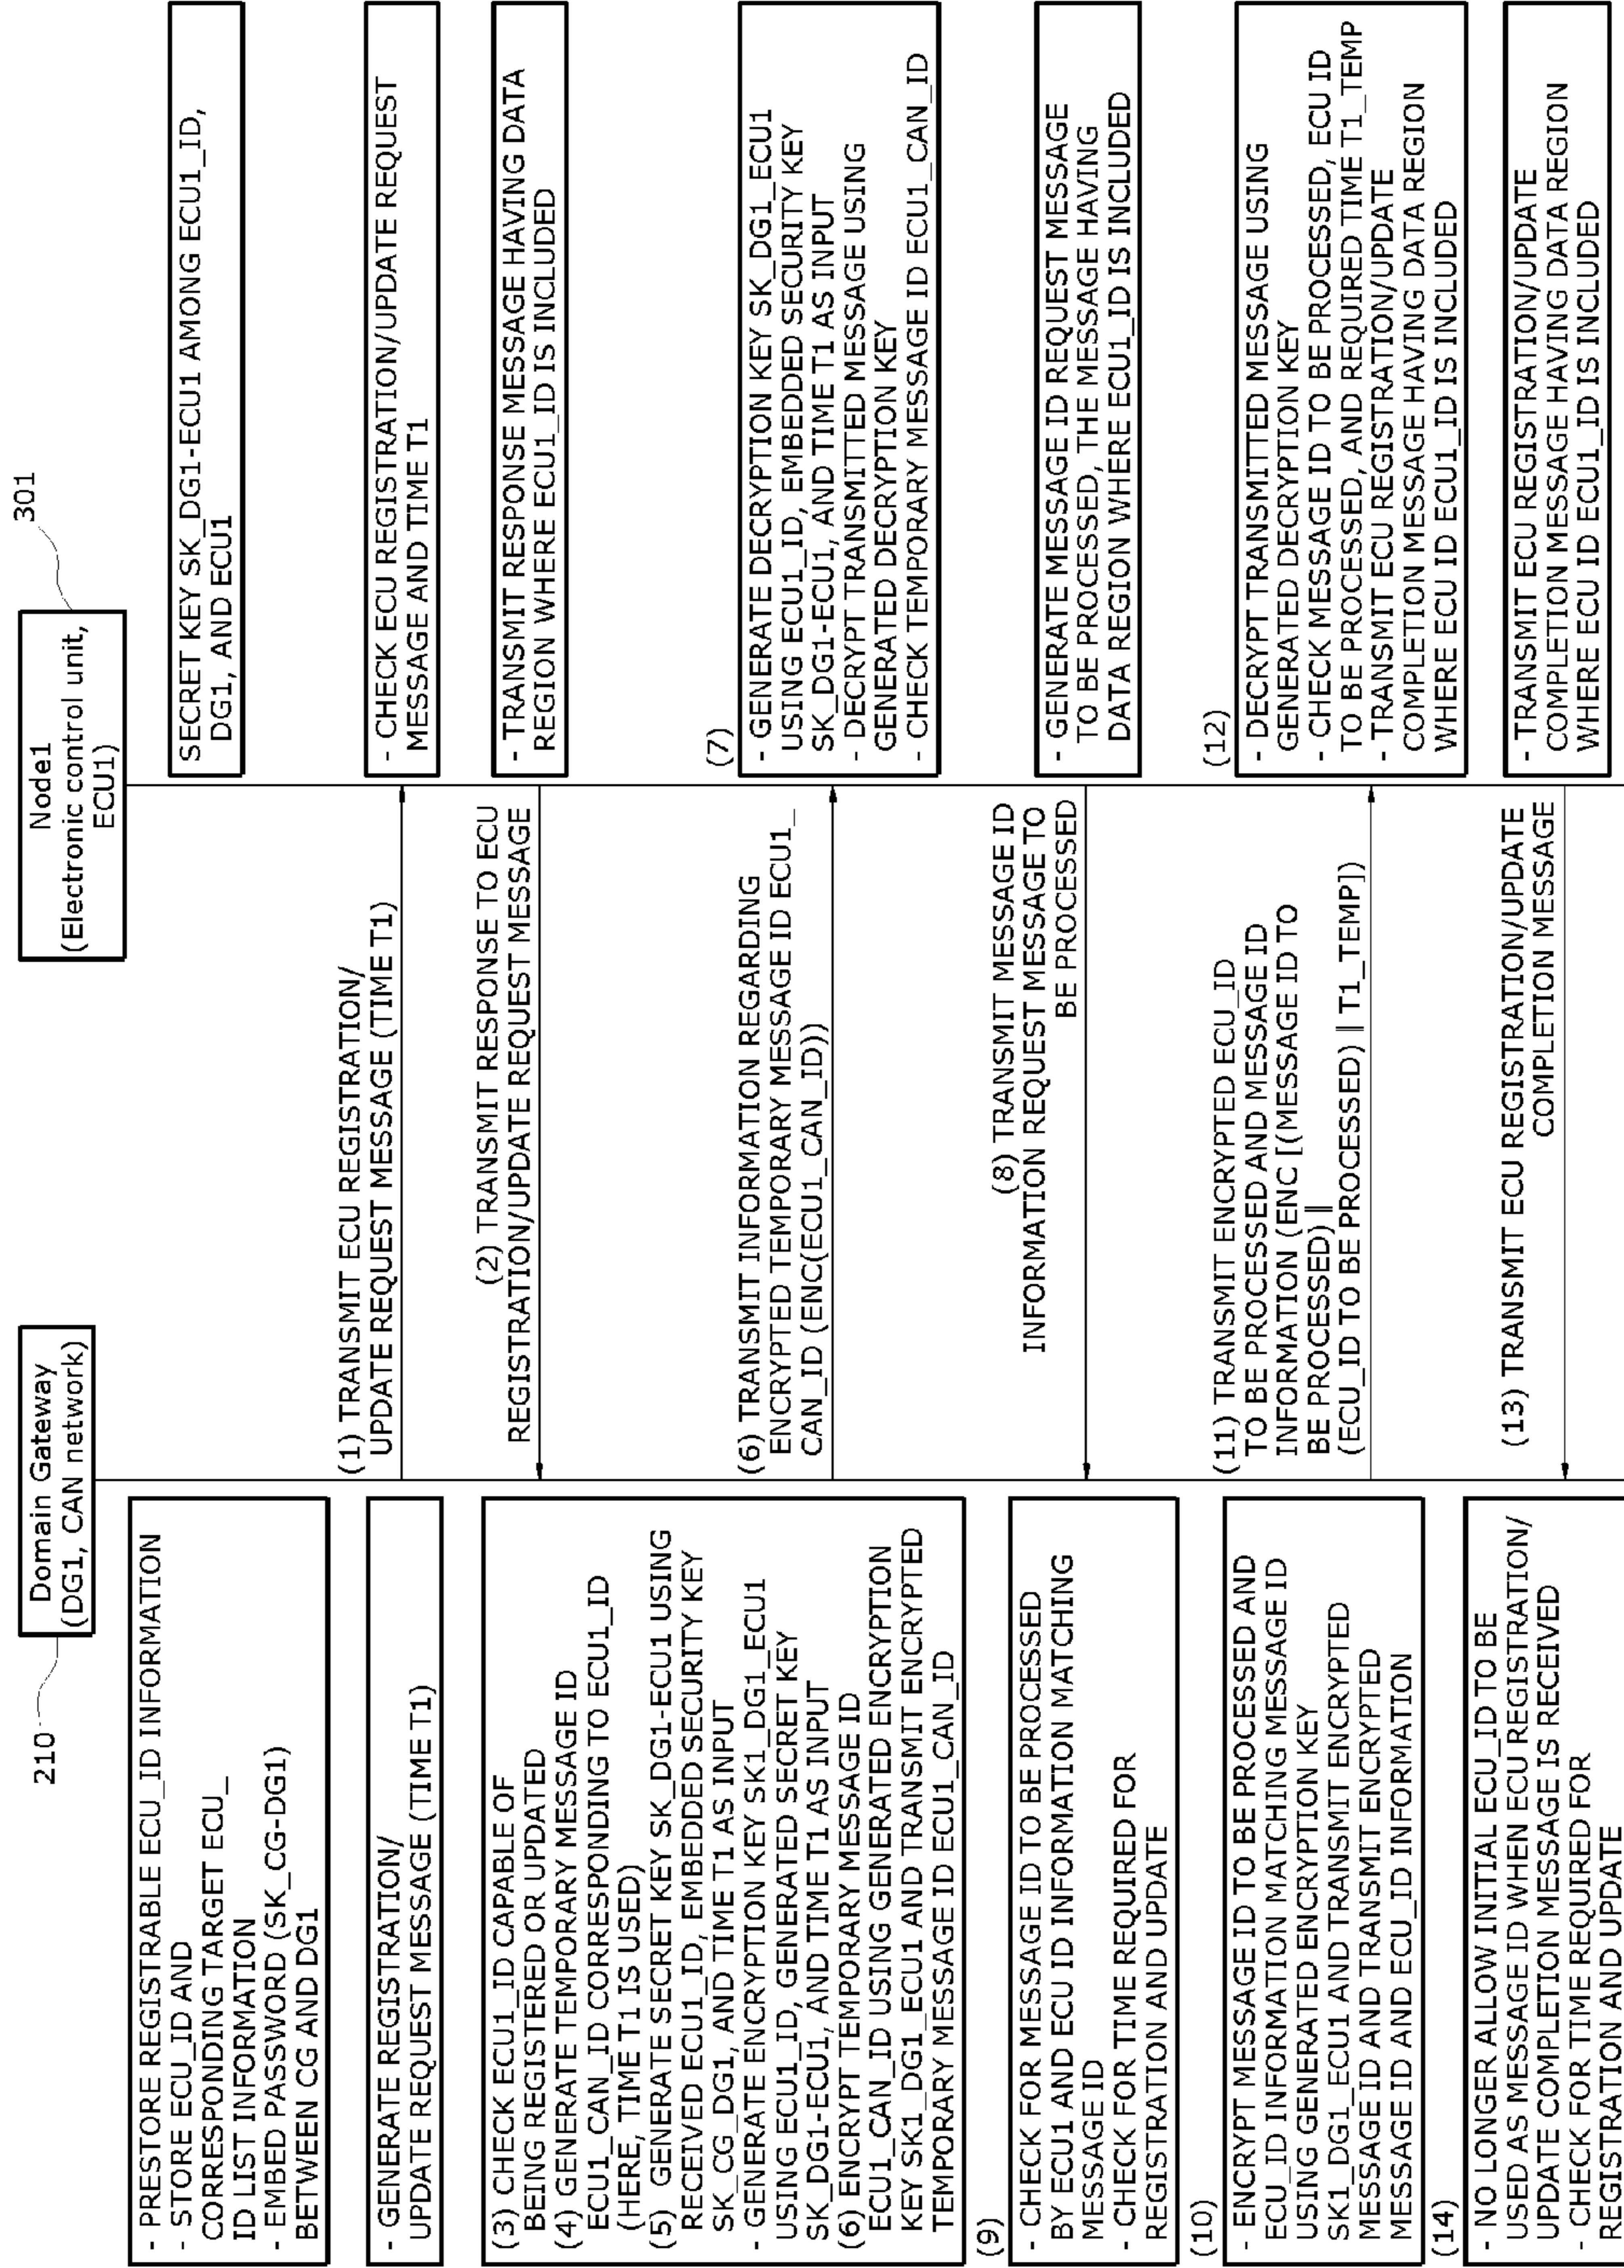 210
Domain Gateway
(DG1, CAN network)
301
Node1
(Electronic control unit,
ECU1)
- PRESTORE REGISTRABLE ECU_ID INFORMATION
- STORE ECU_ID AND
CORRESPONDING TARGET ECU_
ID LIST INFORMATION
- EMBED PASSWORD (SK_CG-DG1)
BETWEEN CG AND DG1
SECRET KEY SK_DG1-ECU1 AMONG ECU1_ID,
DG1, AND ECU1
- GENERATE REGISTRATION/
UPDATE REQUEST MESSAGE (TIME T1)
(1) TRANSMIT ECU REGISTRATION/
UPDATE REQUEST MESSAGE (TIME T1)
- CHECK ECU REGISTRATION/UPDATE REQUEST
MESSAGE AND TIME T1
(2) TRANSMIT RESPONSE TO ECU
REGISTRATION/UPDATE REQUEST MESSAGE
- TRANSMIT RESPONSE MESSAGE HAVING DATA
REGION WHERE ECU1_ID IS INCLUDED
(3) CHECK ECU1_ID CAPABLE OF
BEING REGISTERED OR UPDATED
(4) GENERATE TEMPORARY MESSAGE ID
ECU1_CAN_ID CORRESPONDING TO ECU1_ID
(HERE, TIME T1 IS USED)
(5) GENERATE SECRET KEY SK_DG1-ECU1 USING
RECEIVED ECU1_ID, EMBEDDED SECURITY KEY
SK_CG_DG1, AND TIME T1 AS INPUT
- GENERATE ENCRYPTION KEY SK1_DG1_ECU1
USING ECU1_ID, GENERATED SECRET KEY
SK_DG1-ECU1, AND TIME T1 AS INPUT
(6) ENCRYPT TEMPORARY MESSAGE ID
ECU1_CAN_ID USING GENERATED ENCRYPTION
KEY SK1_DG1_ECU1 AND TRANSMIT ENCRYPTED
TEMPORARY MESSAGE ID ECU1_CAN_ID
(6) TRANSMIT INFORMATION REGARDING
ENCRYPTED TEMPORARY MESSAGE ID ECU1_
CAN_ID (ENC(ECU1_CAN_ID))
(7)
- GENERATE DECRYPTION KEY SK_DG1_ECU1
USING ECU1_ID, EMBEDDED SECURITY KEY
SK_DG1-ECU1, AND TIME T1 AS INPUT
- DECRYPT TRANSMITTED MESSAGE USING
GENERATED DECRYPTION KEY
- CHECK TEMPORARY MESSAGE ID ECU1_CAN_ID
(8) TRANSMIT MESSAGE ID
INFORMATION REQUEST MESSAGE TO
BE PROCESSED
- GENERATE MESSAGE ID REQUEST MESSAGE
TO BE PROCESSED, THE MESSAGE HAVING
DATA REGION WHERE ECU1_ID IS INCLUDED
(9)
- CHECK FOR MESSAGE ID TO BE PROCESSED
BY ECU1 AND ECU ID INFORMATION MATCHING
MESSAGE ID
- CHECK FOR TIME REQUIRED FOR
REGISTRATION AND UPDATE
(10)
- ENCRYPT MESSAGE ID TO BE PROCESSED AND
ECU_ID INFORMATION MATCHING MESSAGE ID
USING GENERATED ENCRYPTION KEY
SK1_DG1_ECU1 AND TRANSMIT ENCRYPTED
MESSAGE ID AND TRANSMIT ENCRYPTED
MESSAGE ID AND ECU_ID INFORMATION
(11) TRANSMIT ENCRYPTED ECU_ID
TO BE PROCESSED AND MESSAGE ID
INFORMATION (ENC [(MESSAGE ID TO
BE PROCESSED) ||
(ECU_ID TO BE PROCESSED) || T1_TEMP])
(12)
- DECRYPT TRANSMITTED MESSAGE USING
GENERATED DECRYPTION KEY
- CHECK MESSAGE ID TO BE PROCESSED, ECU ID
TO BE PROCESSED, AND REQUIRED TIME T1_TEMP
- TRANSMIT ECU REGISTRATION/UPDATE
COMPLETION MESSAGE HAVING DATA REGION
WHERE ECU ID ECU1_ID IS INCLUDED
(13) TRANSMIT ECU REGISTRATION/UPDATE
COMPLETION MESSAGE
- TRANSMIT ECU REGISTRATION/UPDATE
COMPLETION MESSAGE HAVING DATA REGION
WHERE ECU ID ECU1_ID IS INCLUDED
(14)
- NO LONGER ALLOW INITIAL ECU_ID TO BE
USED AS MESSAGE ID WHEN ECU REGISTRATION/
UPDATE COMPLETION MESSAGE IS RECEIVED
- CHECK FOR TIME REQUIRED FOR
REGISTRATION AND UPDATE